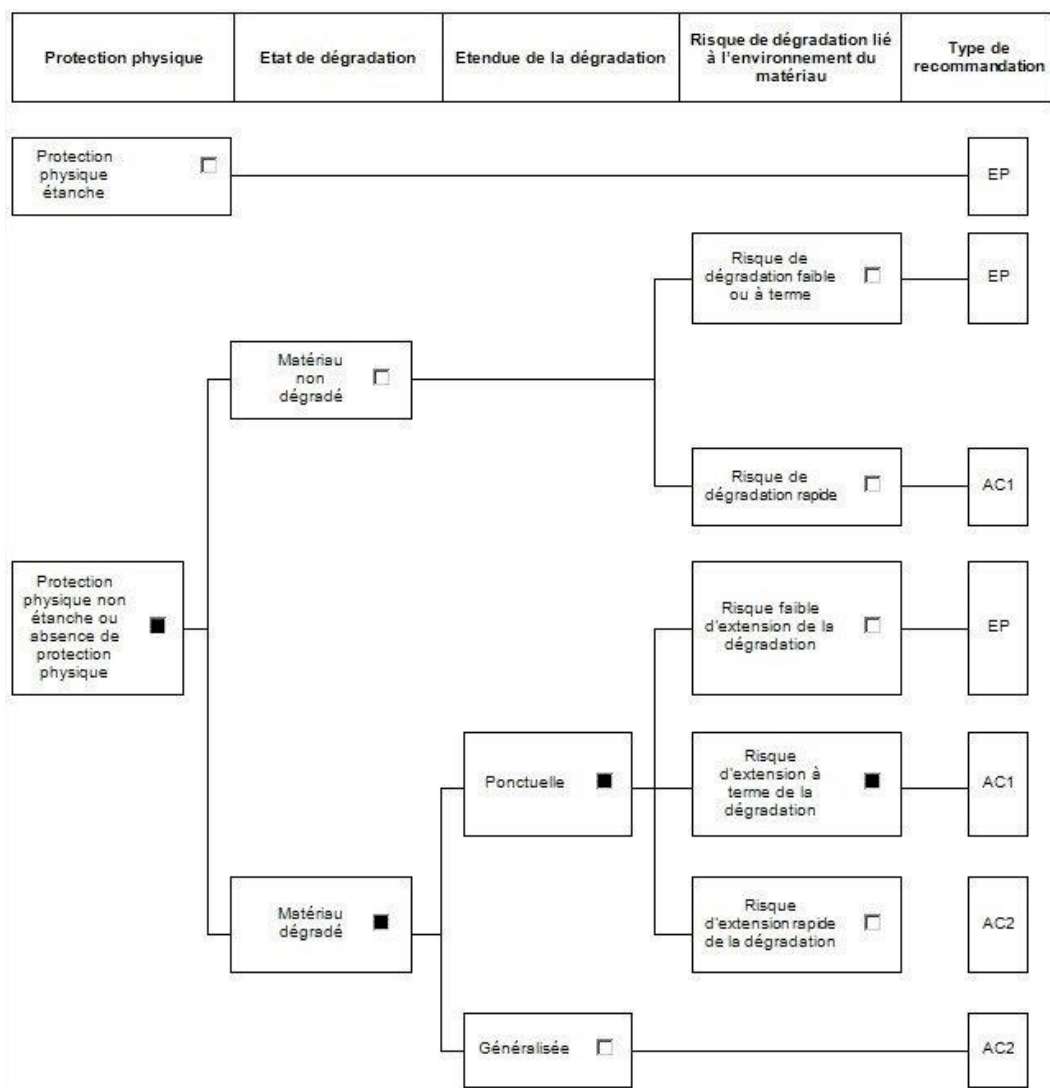 Protection physique
Etat de dégradation
Etendue de la dégradation
Risque de dégradation lié
à l'environnement du
matériau
Type de
recommandation
Protection
physique
étanche
EP
Risque de
dégradation faible
ou à terme
EP
Matériau
non
dégradé
Risque de
dégradation rapide
AC1
Protection
physique non
étanche ou
absence de
protection
physique
Risque faible
d'extension de la
dégradation
EP
Ponctuelle
Risque
d'extension à
terme de la
dégradation
AC1
Matériau
dégradé
Risque
d'extension rapide
de la dégradation
AC2
Généralisée
AC2